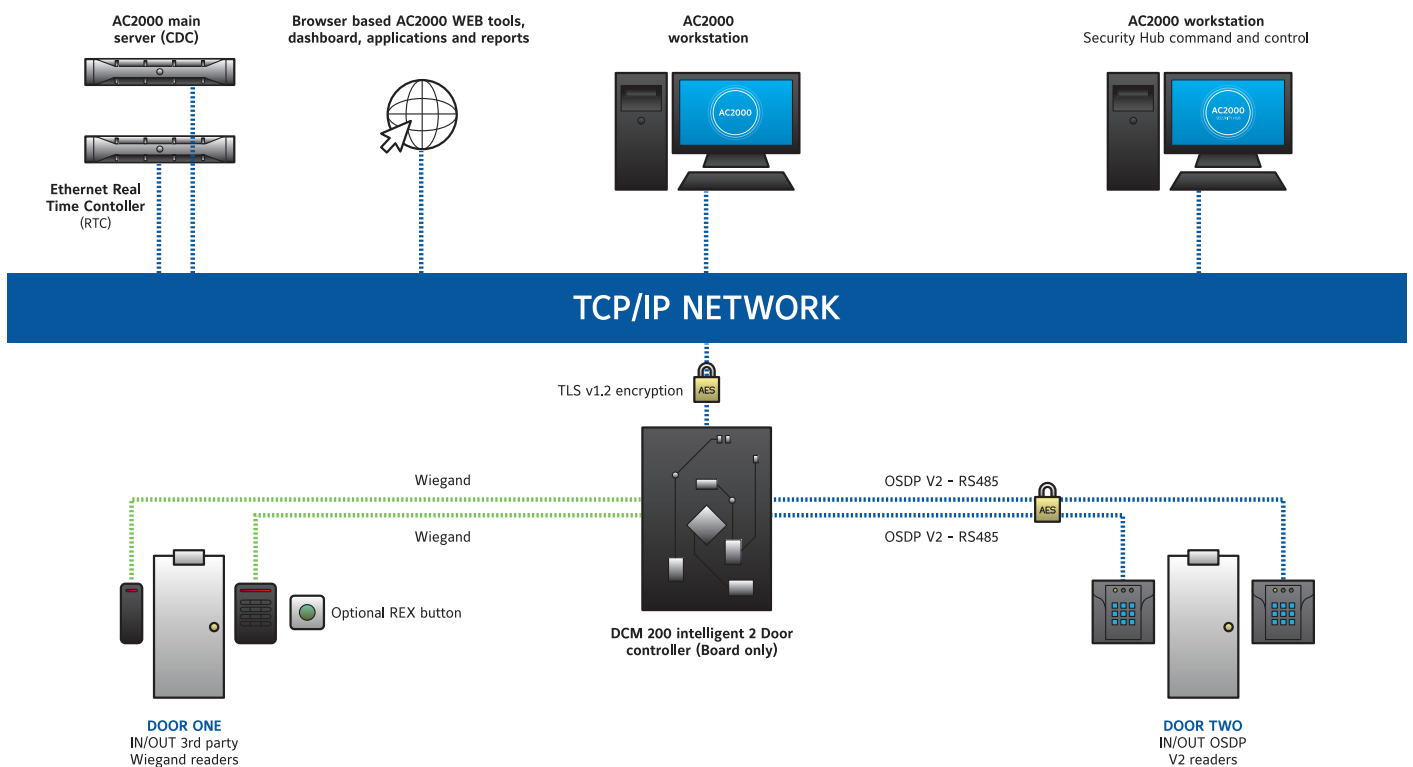 AC2000 main
server (CDC)
Browser based AC2000 WEB tools,
dashboard, applications and reports
AC2000
workstation
AC2000 workstation
Security Hub command and control
AC2000
AC2000
SECURITY HUB
Ethernet Real
Time Contoller
(RTC)
TCP/IP NETWORK
TLS v1.2 encryption
AES
Wiegand
OSDP V2 - RS485
AES
Wiegand
OSDP V2 - RS485
Optional REX button
DCM 200 intelligent 2 Door
controller (Board only)
DOOR ONE
IN/OUT 3rd party
Wiegand readers
DOOR TWO
IN/OUT OSDP
V2 readers